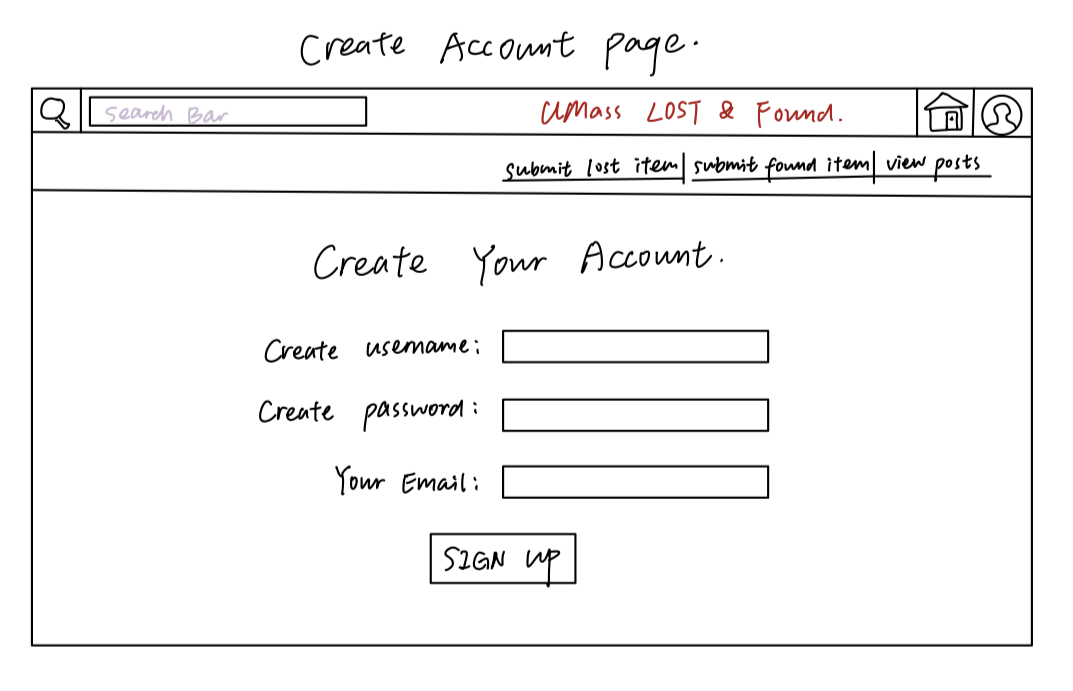 Create Account page.
Search Bar
UMass LOST & Found.
submit lost item | submit found item | view posts
Create Your Account.
Create username:
Create password:
Your Email:
SIGN UP